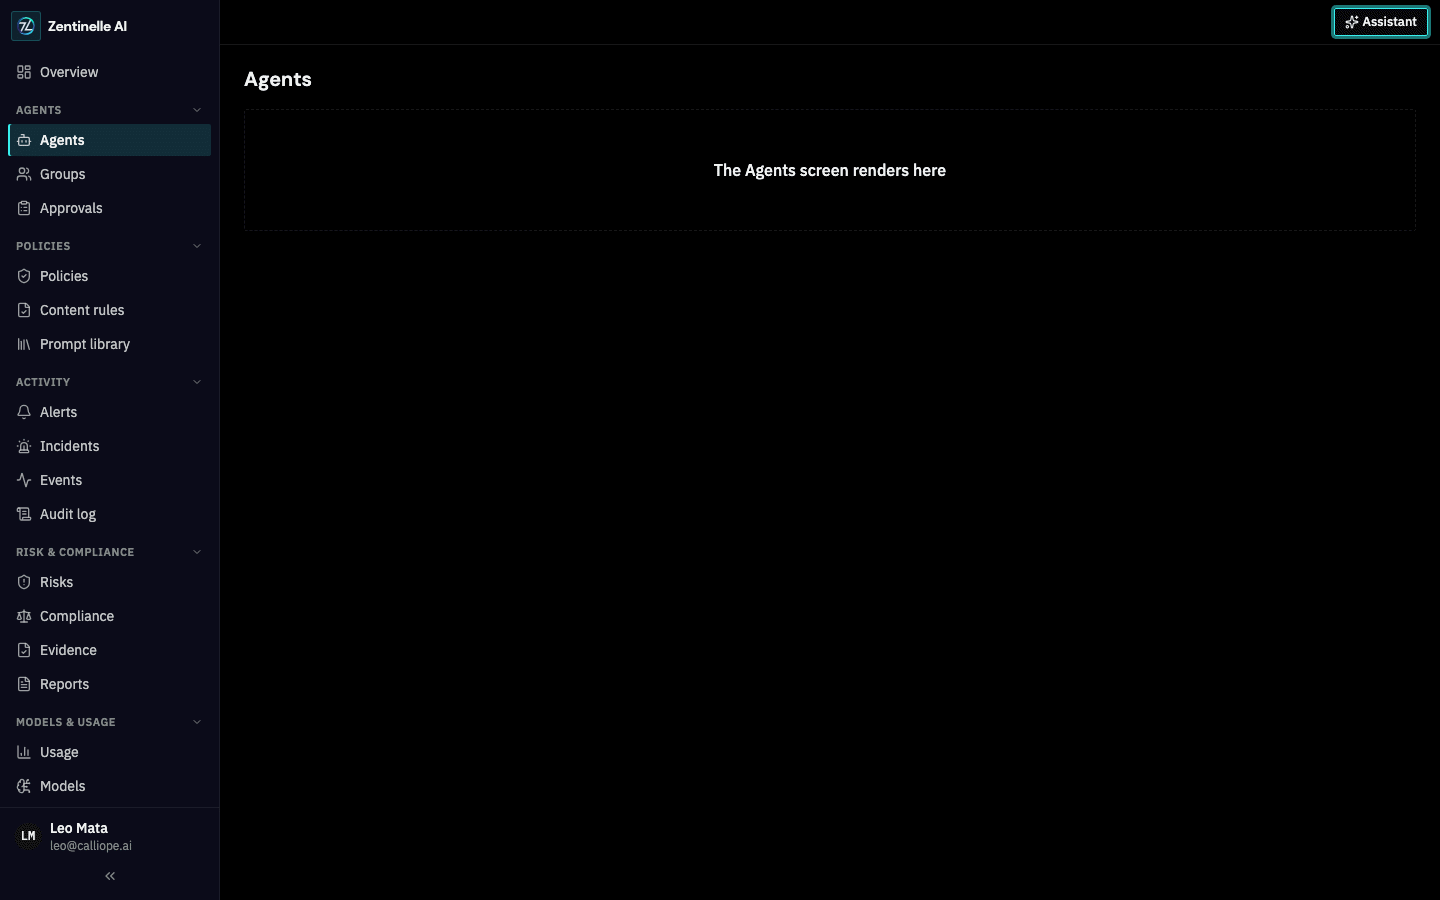 Zentinelle AI
Assistant
Overview
AGENTS
Agents
Groups
Approvals
POLICIES
Policies
Content rules
Prompt library
ACTIVITY
Alerts
Incidents
Events
Audit log
RISK & COMPLIANCE
Risks
Compliance
Evidence
Reports
MODELS & USAGE
Usage
Models
LM
Leo Mata
leo@calliope.ai
Agents
The Agents screen renders here